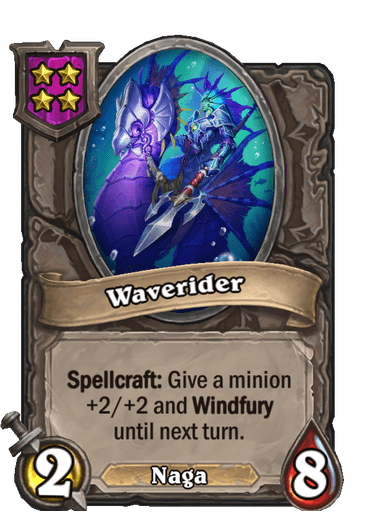 Waverider
Spellcraft: Give a minion
+2/+2 and Windfury
until next turn.
2
Naga
8